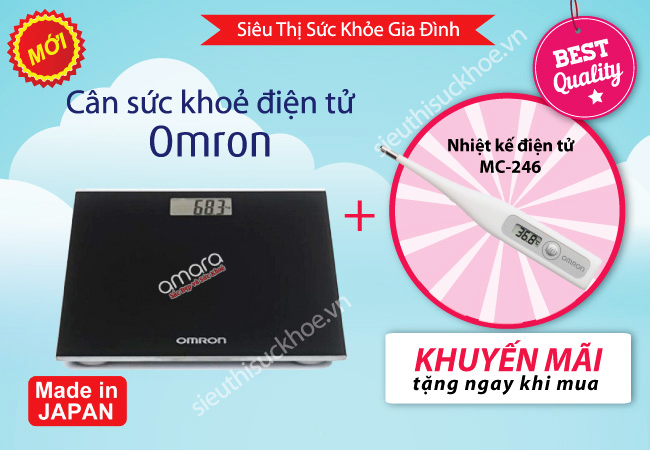 MỚI
Siêu Thị Sức Khỏe Gia Đình
BEST
Quality
Cân sức khoẻ điện tử
Omron
Nhiệt kế điện tử
MC-246
68.3
+
36.8°C
OMRON
amara
OMRON
sieuthisuckhoe.vn
sieuthisuckhoe.vn
Made in
JAPAN
KHUYẾN MÃI
tặng ngay khi mua